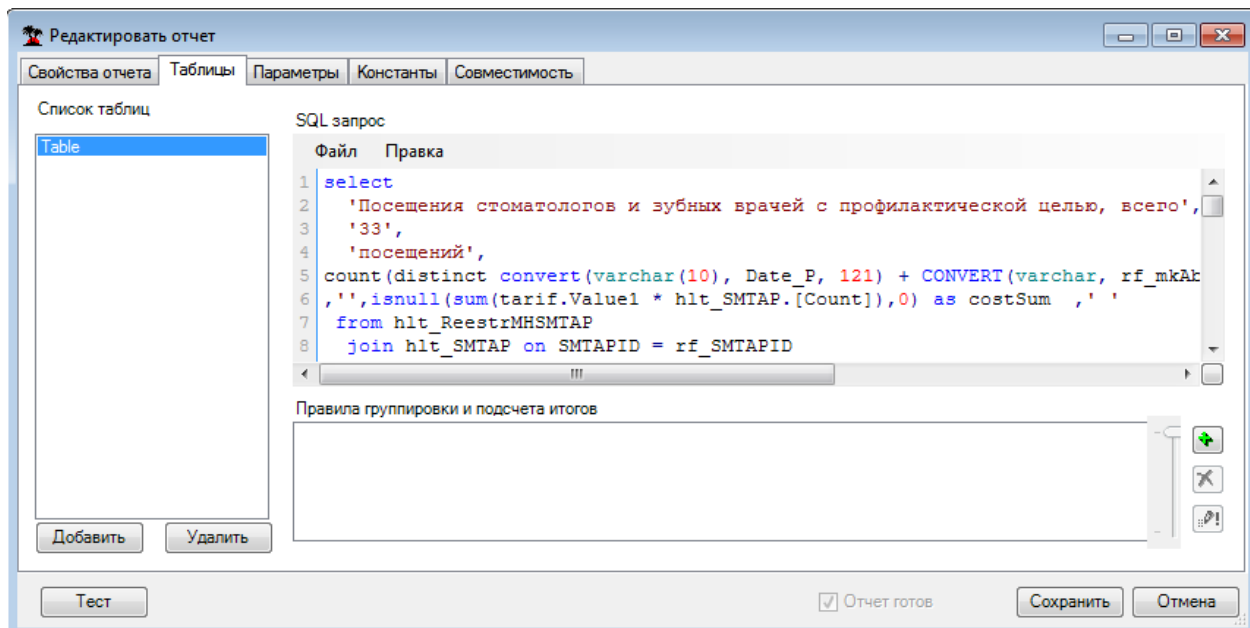 Редактировать отчет
Свойства отчета Таблицы Параметры Константы Совместимость
Список таблиц
Table
SQL запрос
Файл Правка
1 select
2 'Посещения стоматологов и зубных врачей с профилактической целью, всего',
3 '33',
4 'посещений',
5 count(distinct convert(varchar(10), Date_P, 121) + CONVERT(varchar, rf_mkAb
6 ,'',isnull(sum(tarif.Value1 * hlt_SMTAP.[Count]),0) as costSum ,' '
7 from hlt_ReestrMHSMTAP
8 join hlt_SMTAP on SMTAPID = rf_SMTAPID
Правила группировки и подсчета итогов
Добавить Удалить
Тест Отчет готов Сохранить Отмена